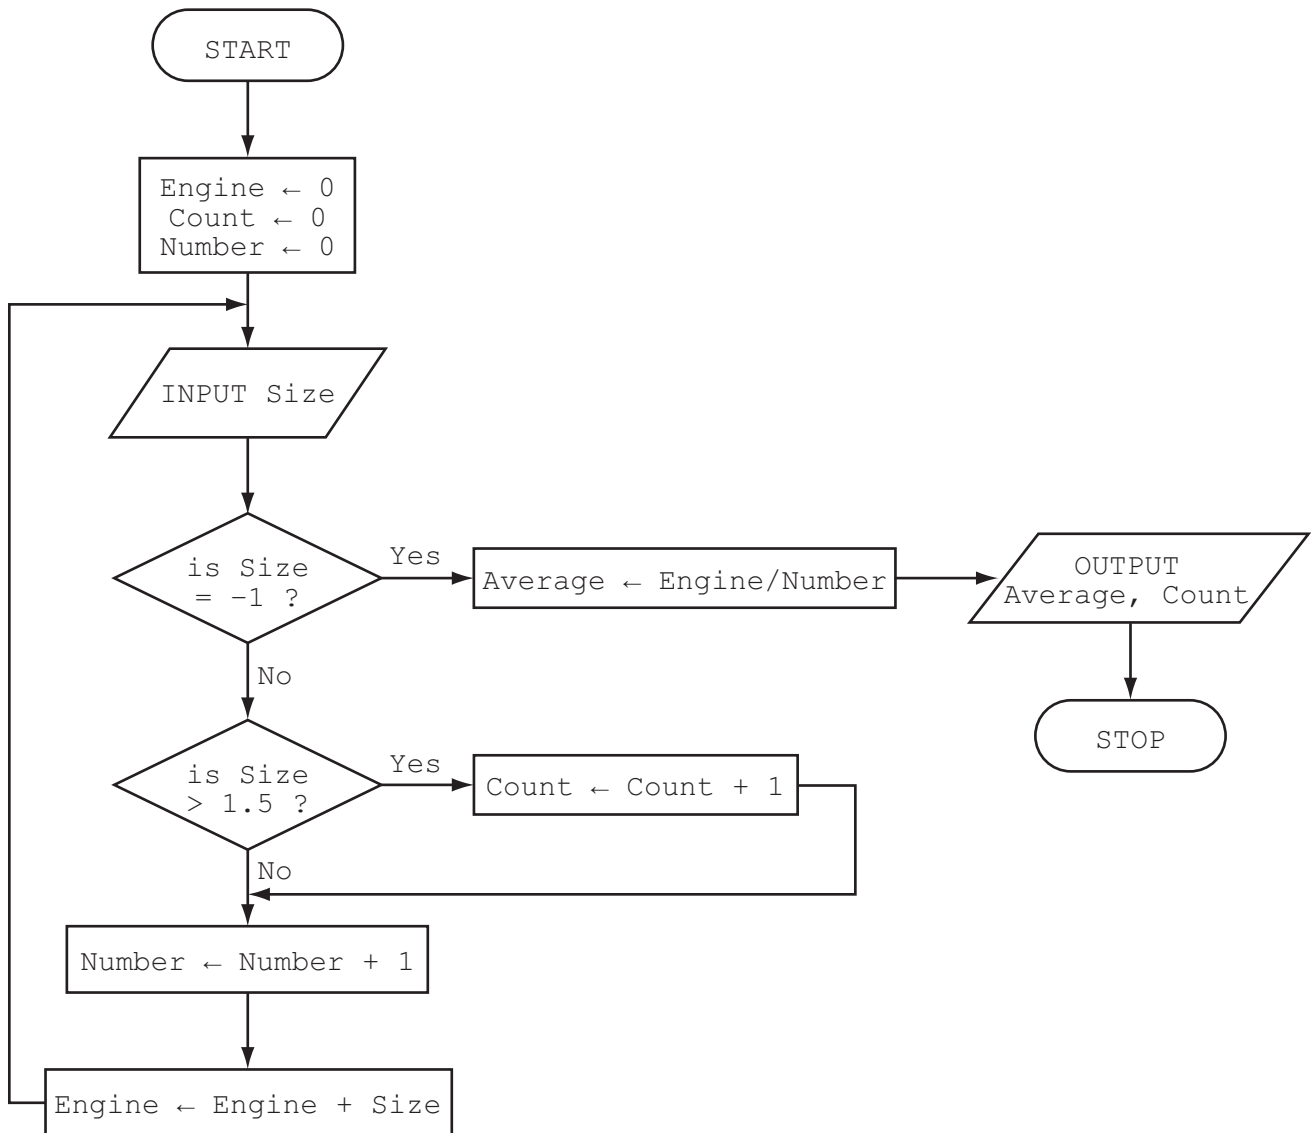 START
Engine ← 0
Count ← 0
Number ← 0
INPUT Size
is Size
= –1 ?
Yes
Average ← Engine/Number
OUTPUT
Average, Count
STOP
No
is Size
> 1.5 ?
Yes
Count ← Count + 1
No
Number ← Number + 1
Engine ← Engine + Size